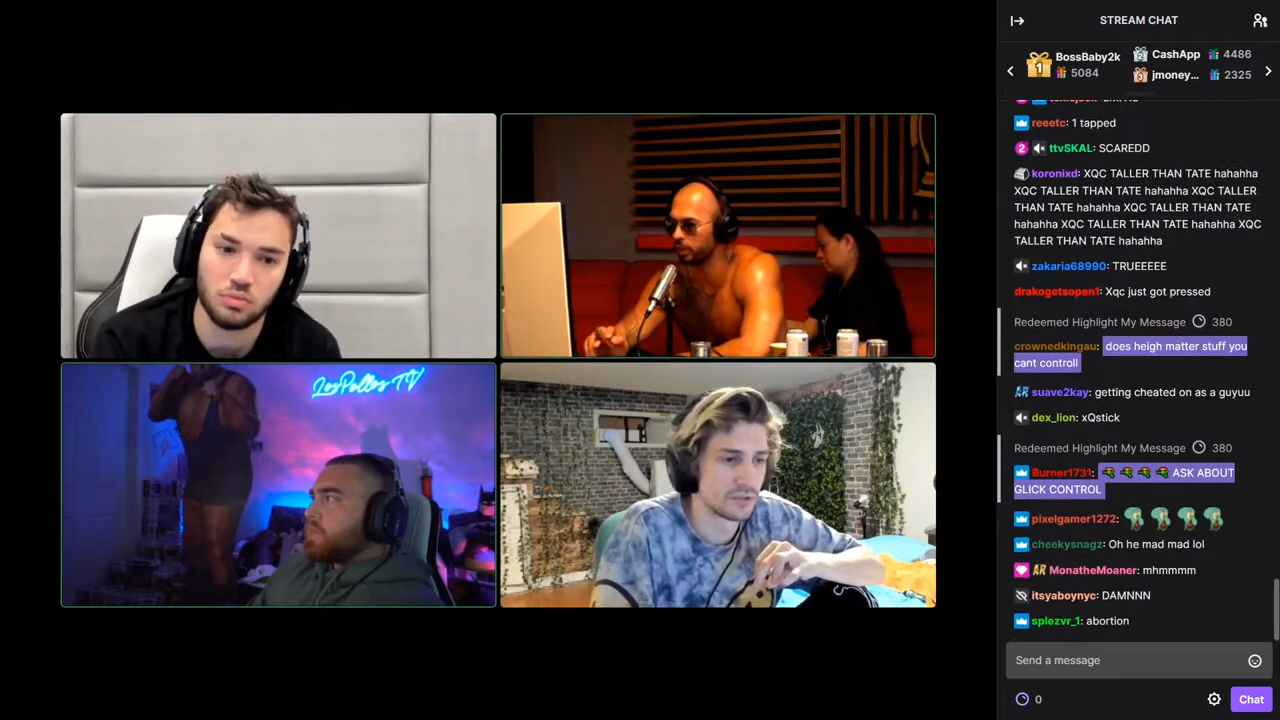 STREAM CHAT
BossBaby2k
5084
CashApp
4486
jmoney...
2325
reeetc: 1 tapped
2 ttvSKAL: SCAREDD
koronixd: XQC TALLER THAN TATE hahahha
XQC TALLER THAN TATE hahahha XQC TALLER
THAN TATE hahahha XQC TALLER THAN TATE
hahahha XQC TALLER THAN TATE hahahha XQC
TALLER THAN TATE hahahha
zakaria68990: TRUEEEEE
drakogetsopen1: Xqc just got pressed
Redeemed Highlight My Message 380
crownedkingau: does heigh matter stuff you
cant controll
suave2kay: getting cheated on as a guyuu
dex_lion: xQstick
Redeemed Highlight My Message 380
Burner1731: ASK ABOUT
GLICK CONTROL
pixelgamer1272:
cheekysnagz: Oh he mad mad lol
MonatheMoaner: mhmmmm
itsyaboynyc: DAMNNN
splezvr_1: abortion
Send a message
0
Chat
LosPollos TV